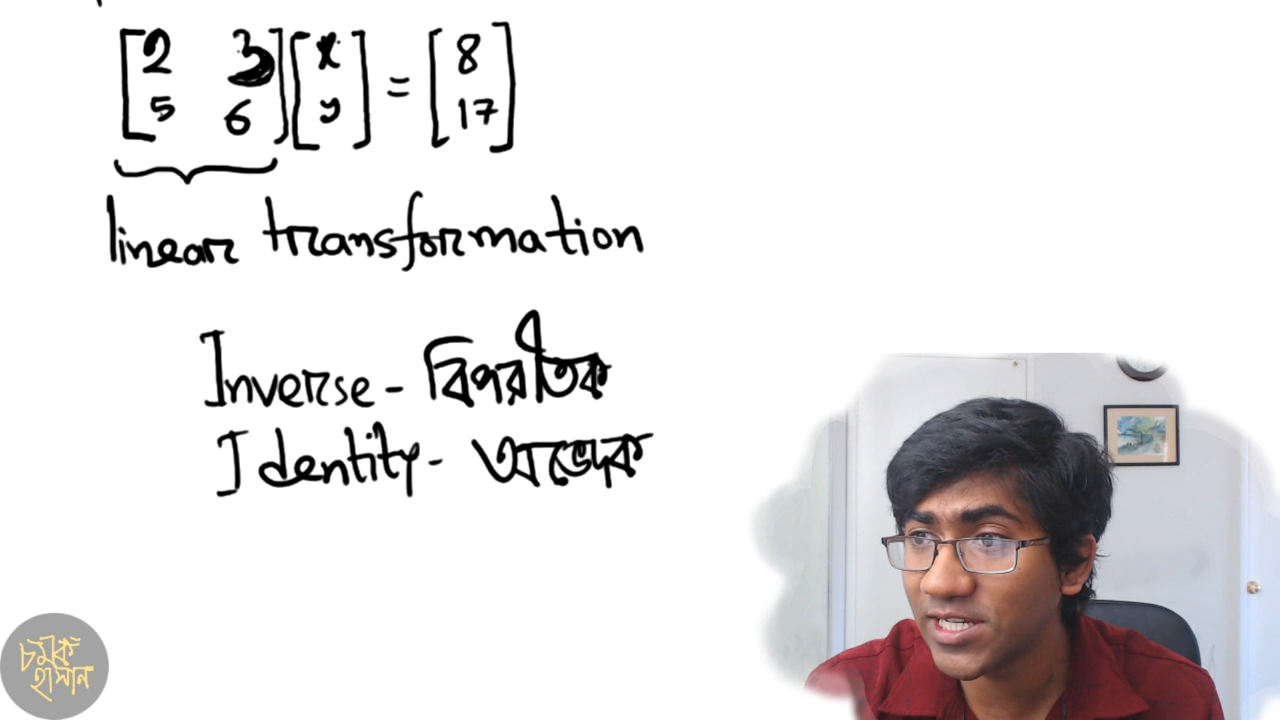 [2 3] [x] = [8]
[5 6] [y] [17]
linear transformation
Inverse - বিপরীতক
Identity - অভেদক
চমক
হাসান